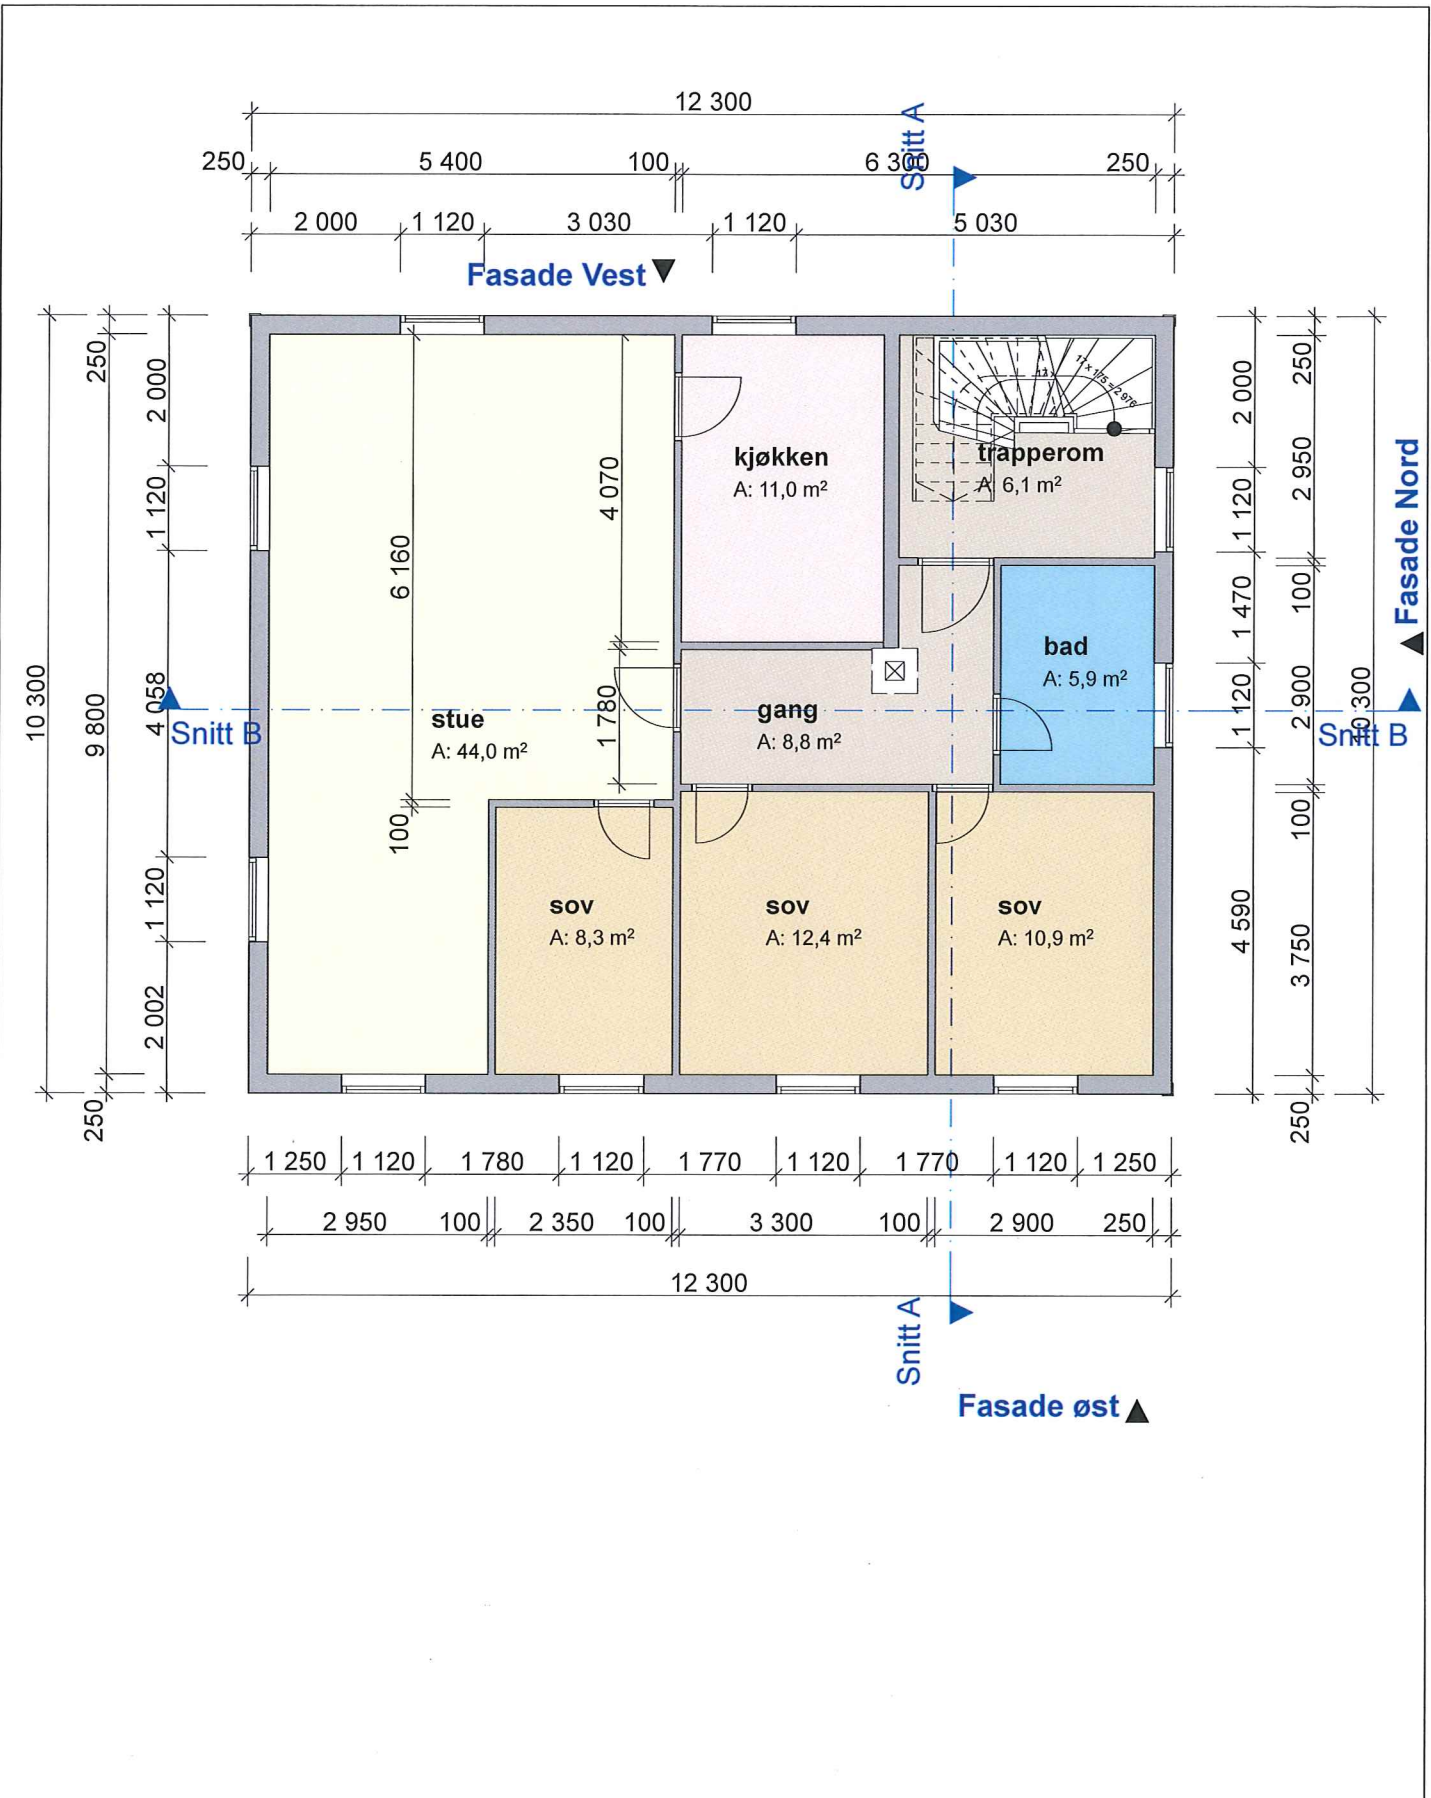 12 300
250 5 400 100 6 300 250
Snitt A
2 000 1 120 3 030 1 120 5 030
Fasade Vest
10 300
250
9 800
250
2 000
1 120
4 058
1 120
2 002
Snitt B
6 160
100
4 070
1 780
kjøkken
A: 11,0 m²
17
17 x 175 = 2 976
trapperom
A: 6,1 m²
stue
A: 44,0 m²
gang
A: 8,8 m²
bad
A: 5,9 m²
sov
A: 8,3 m²
sov
A: 12,4 m²
sov
A: 10,9 m²
2 000
1 120
1 470
1 120
4 590
250
2 950
100
2 900
100
3 750
250
10 300
Fasade Nord
Snitt B
1 250 1 120 1 780 1 120 1 770 1 120 1 770 1 120 1 250
2 950 100 2 350 100 3 300 100 2 900 250
12 300
Snitt A
Fasade øst